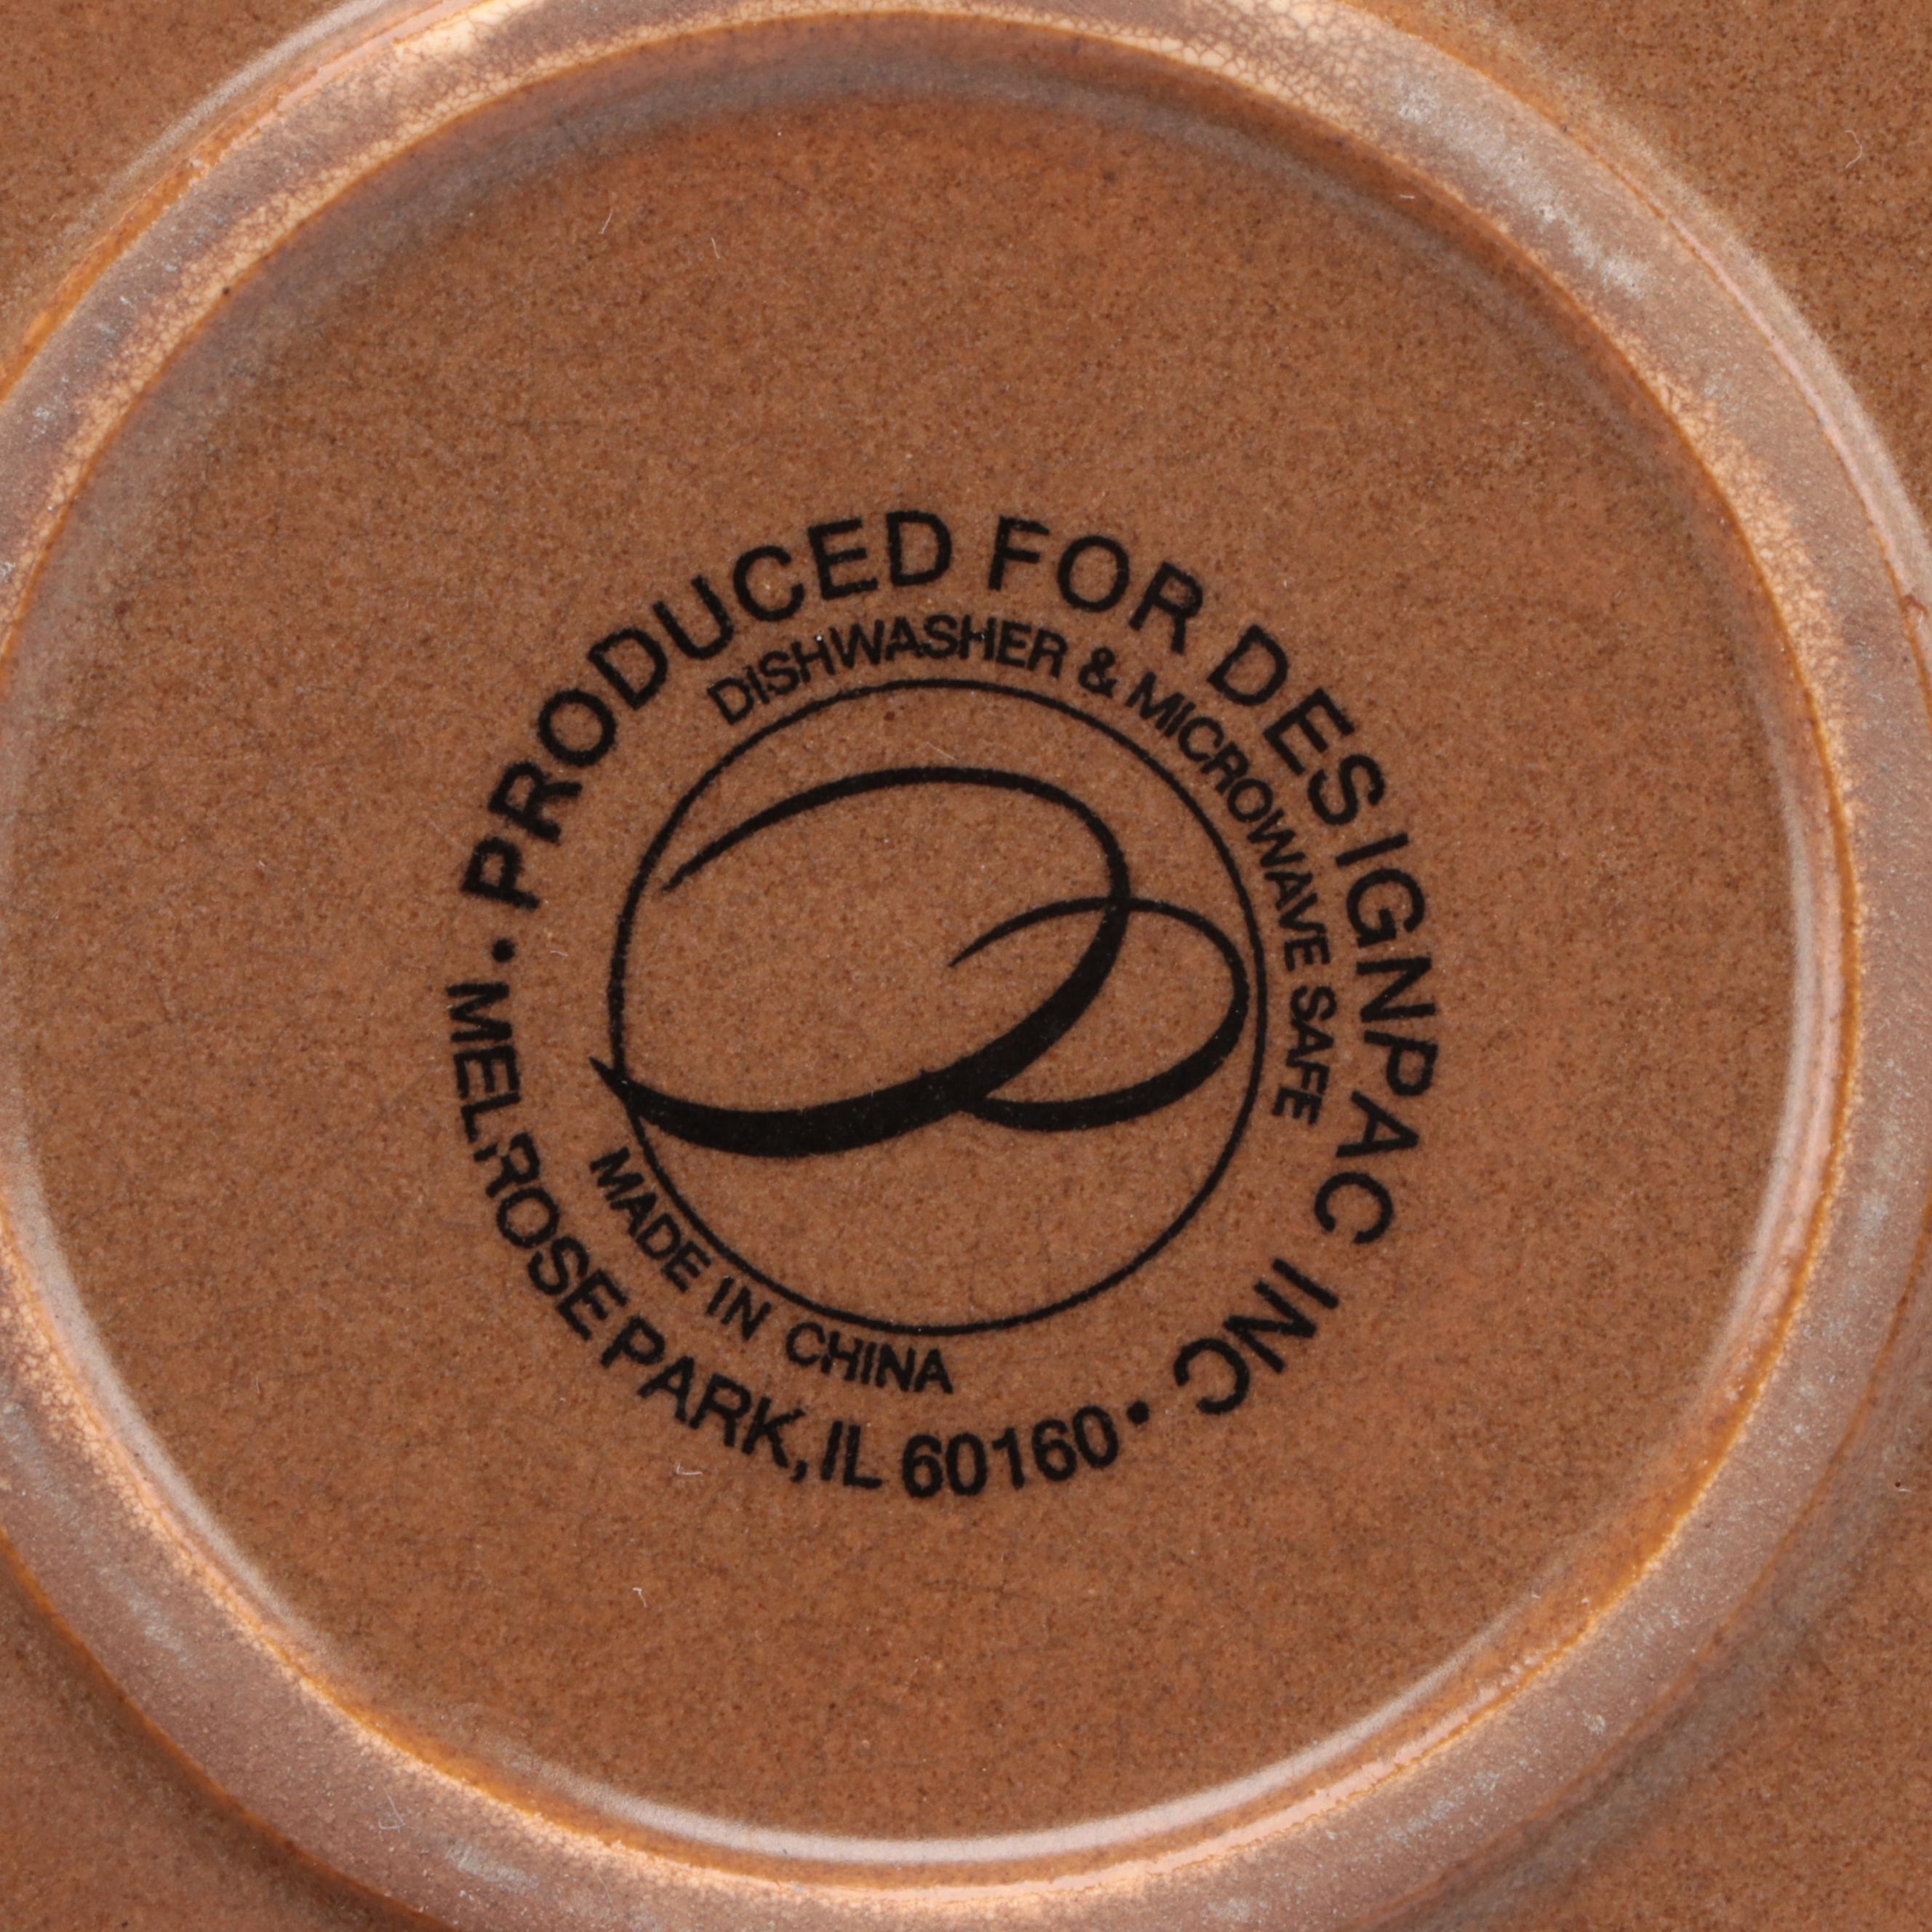 • PRODUCED FOR DESIGNPAC INC •
DISHWASHER & MICROWAVE SAFE
MADE IN CHINA
MELROSE PARK, IL 60160